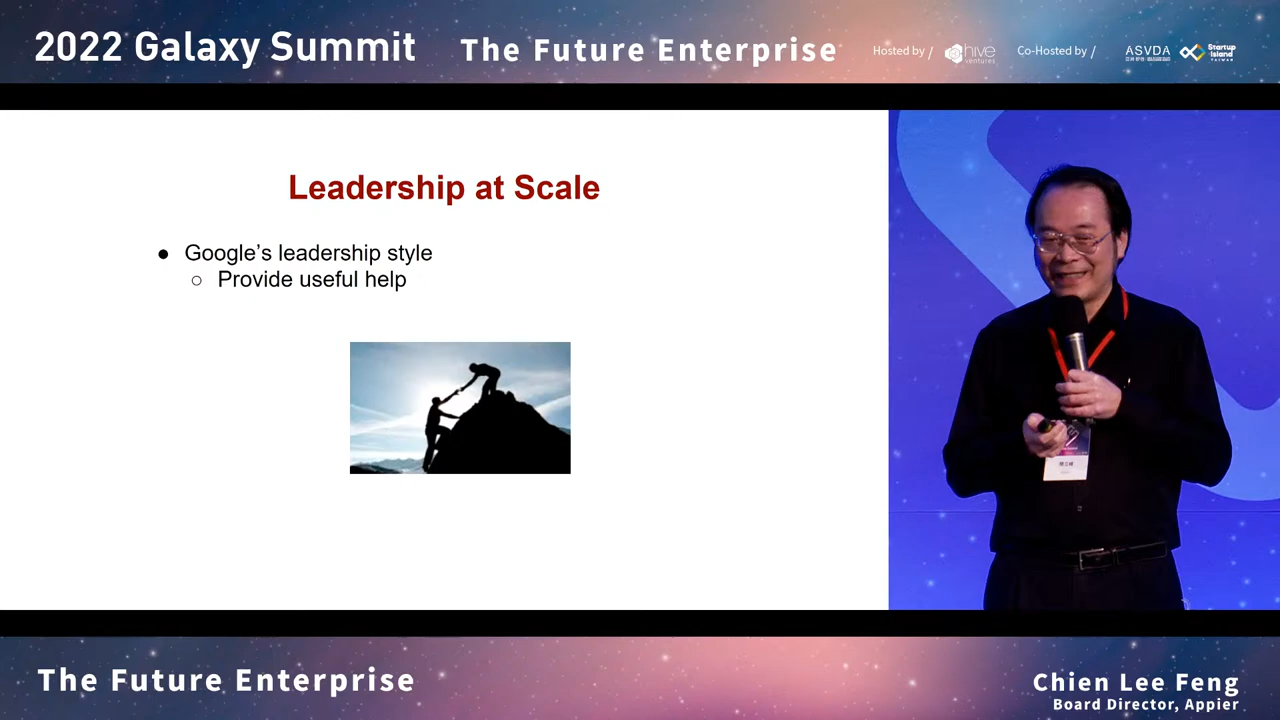 2022 Galaxy Summit
The Future Enterprise
Hosted by /
hive
ventures
Co-Hosted by /
ASVDA
Startup
Island
TAIWAN
Leadership at Scale
● Google’s leadership style
○ Provide useful help
The Future Enterprise
Chien Lee Feng
Board Director, Appier